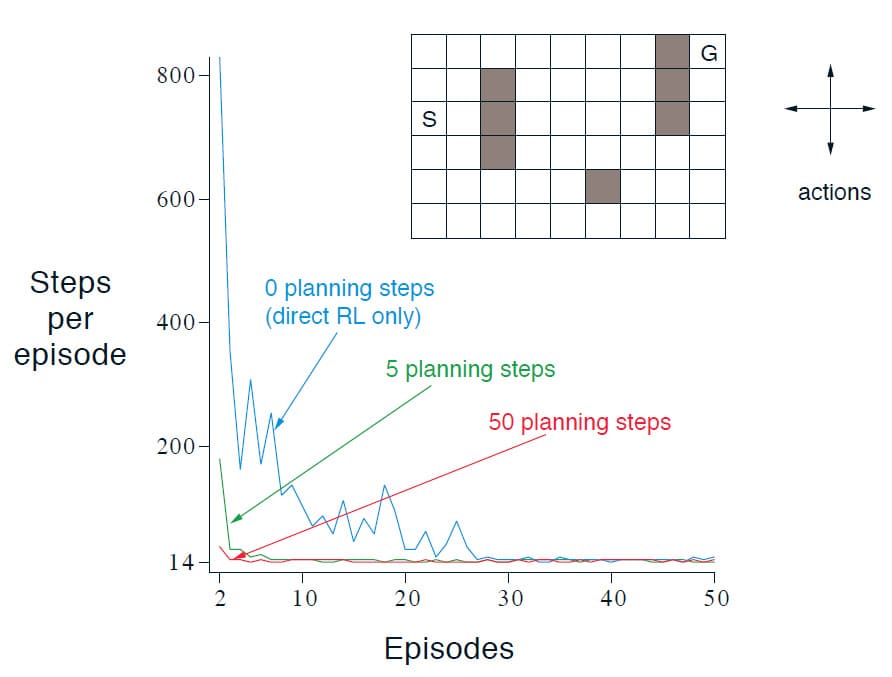 G
S
actions
800
600
400
200
14
Steps
per
episode
0 planning steps
(direct RL only)
5 planning steps
50 planning steps
2
10
20
30
40
50
Episodes